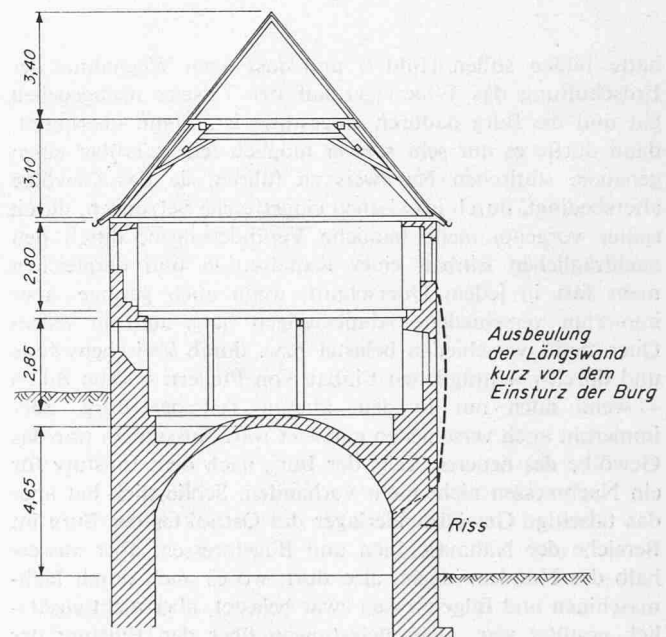 3,40
3,10
2,80
2,85
4,65
Ausbeulung
der Längswand
kurz vor dem
Einsturz der Burg
Riss